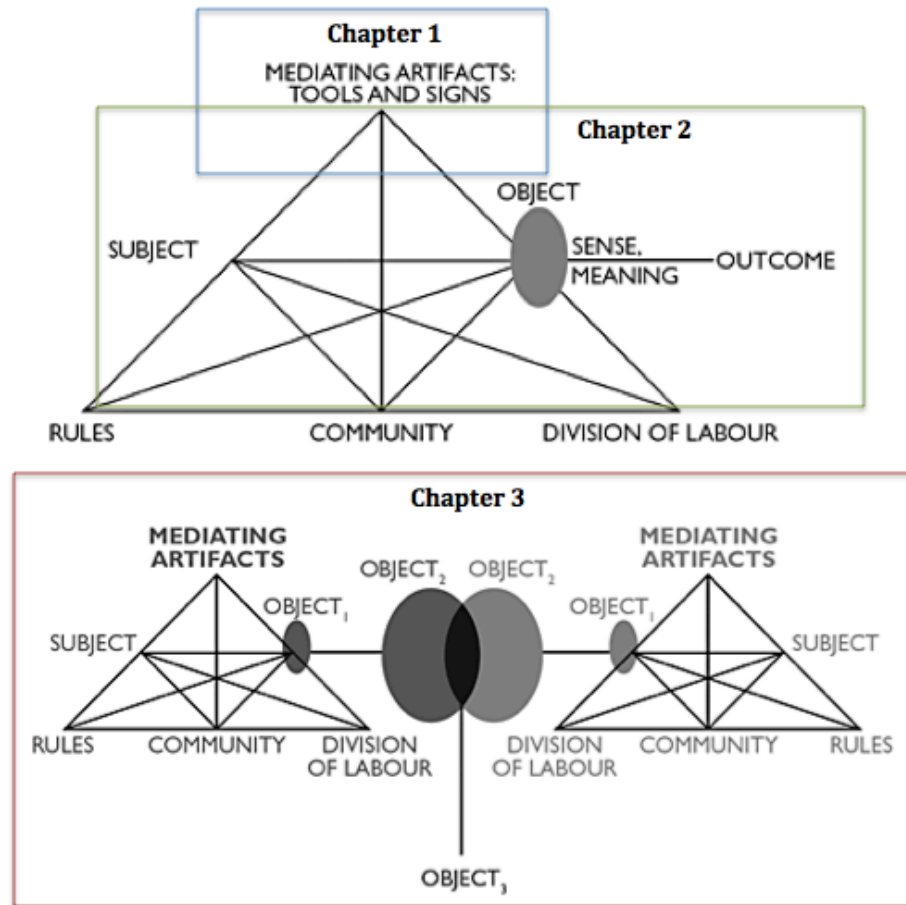 Chapter 1
MEDIATING ARTIFACTS:
TOOLS AND SIGNS
Chapter 2
OBJECT
SUBJECT
SENSE,
MEANING
OUTCOME
RULES
COMMUNITY
DIVISION OF LABOUR
Chapter 3
MEDIATING
ARTIFACTS
MEDIATING
ARTIFACTS
OBJECT₂
OBJECT₂
OBJECT₁
OBJECT₁
SUBJECT
SUBJECT
RULES
COMMUNITY
DIVISION
OF LABOUR
DIVISION
OF LABOUR
COMMUNITY
RULES
OBJECT₃